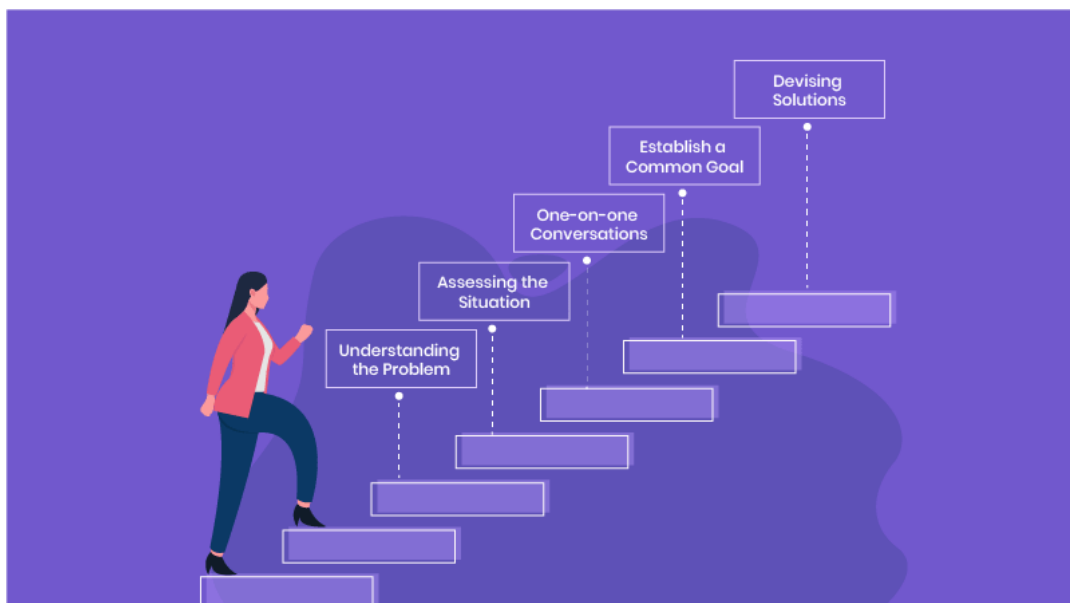 Devising
Solutions
Establish a
Common Goal
One-on-one
Conversations
Assessing the
Situation
Understanding
the Problem